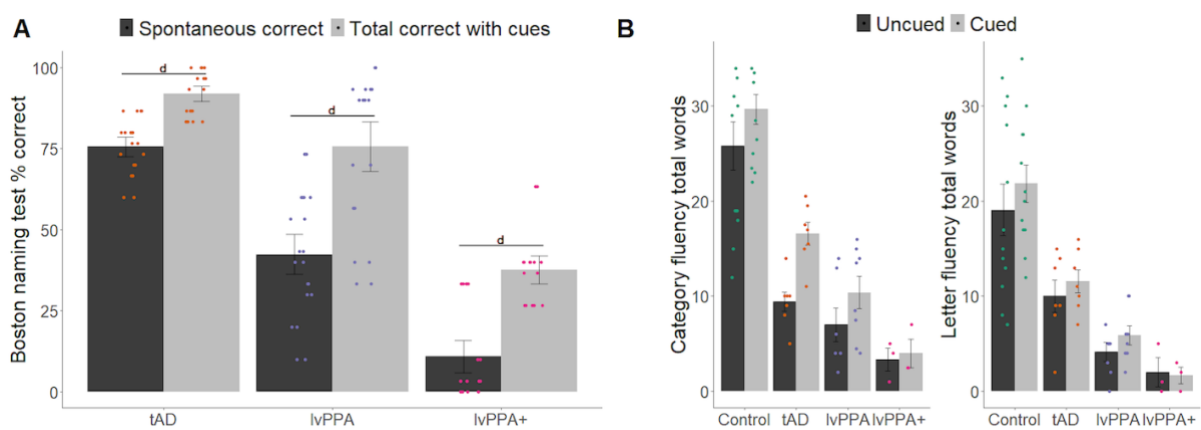 A
Spontaneous correct Total correct with cues
Boston naming test % correct
100
75
50
25
0
d
d
d
tAD lvPPA lvPPA+
B
Uncued Cued
Category fluency total words
30
20
10
0
Control tAD lvPPA lvPPA+
Letter fluency total words
30
20
10
0
Control tAD lvPPA lvPPA+